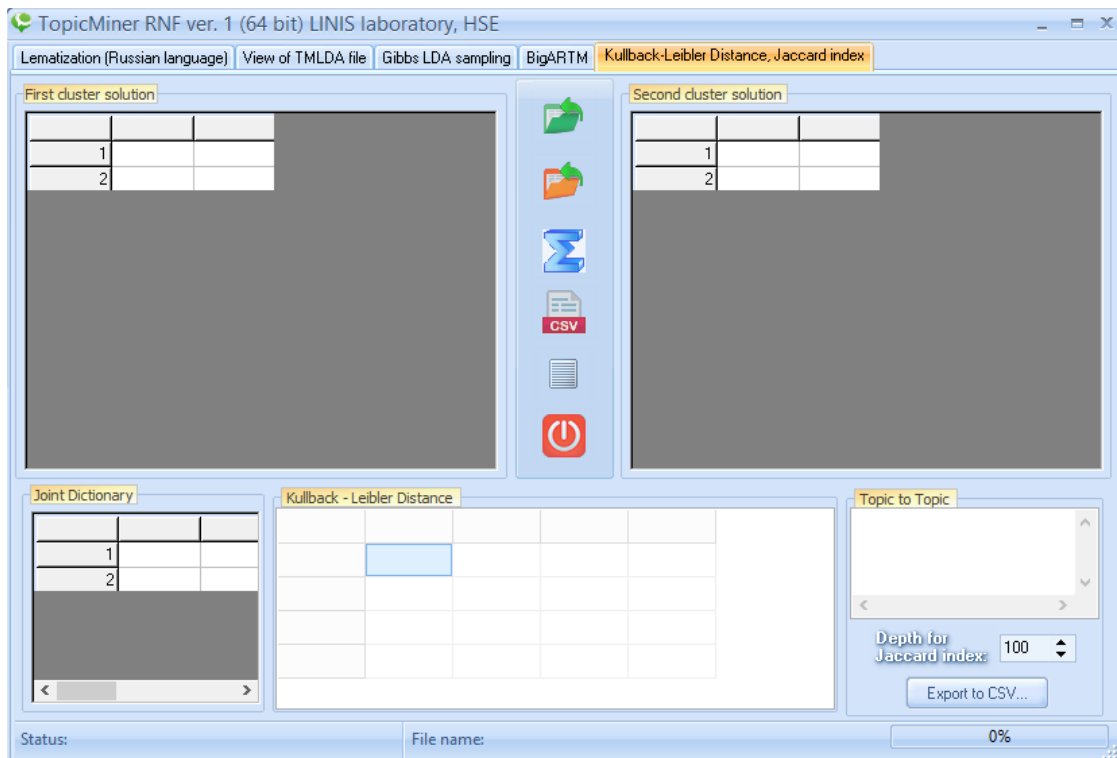 TopicMiner RNF ver. 1 (64 bit) LINIS laboratory, HSE
Lematization (Russian language) View of TMLDA file Gibbs LDA sampling BigARTM Kullback-Leibler Distance, Jaccard index
First cluster solution
Second cluster solution
1
2
1
2
CSV
Joint Dictionary
1
2
Kullback - Leibler Distance
Topic to Topic
Depth for
Jaccard index:
100
Export to CSV...
Status:
File name:
0%